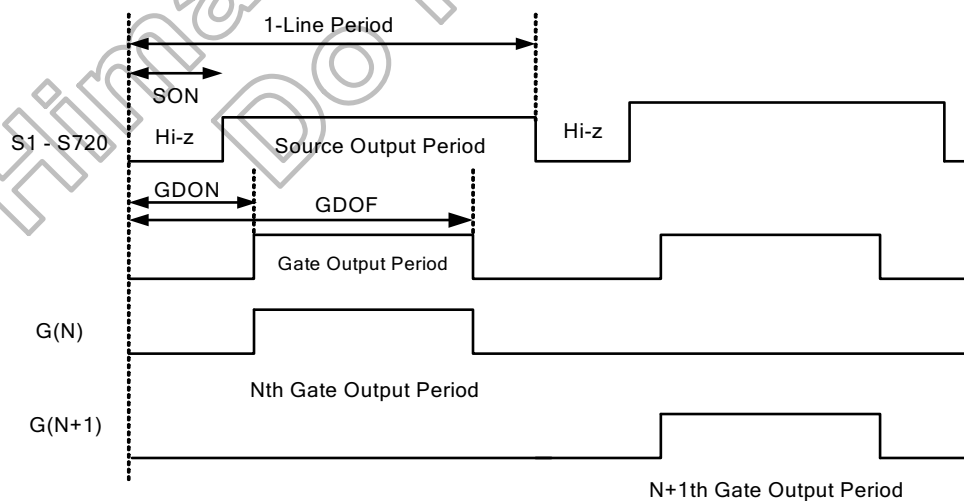 1-Line Period
SON
S1 - S720
Hi-z
Source Output Period
Hi-z
GDON
GDOF
Gate Output Period
G(N)
Nth Gate Output Period
G(N+1)
N+1th Gate Output Period
Do